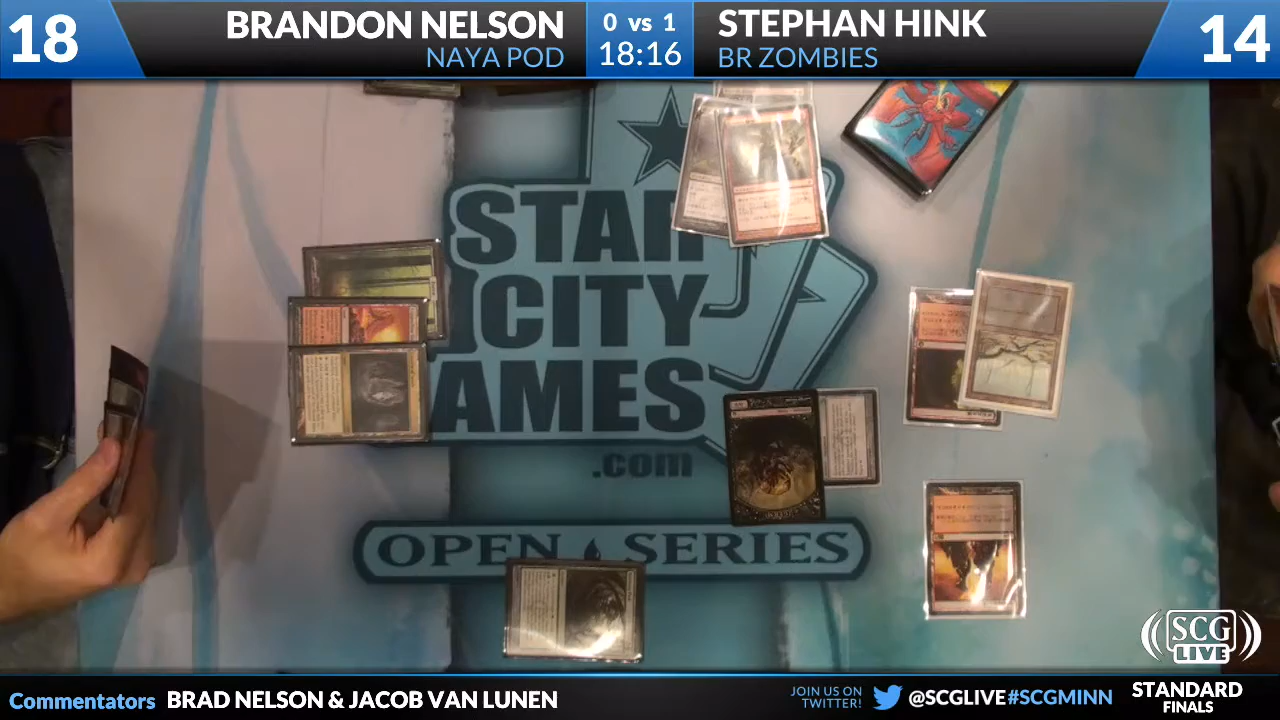 18
BRANDON NELSON
NAYA POD
0 vs 1
18:16
STEPHAN HINK
BR ZOMBIES
14
STAR
CITY
GAMES
.com
OPEN SERIES
SCG
LIVE
Commentators BRAD NELSON & JACOB VAN LUNEN
JOIN US ON
TWITTER!
@SCGLIVE #SCGMINN
STANDARD
FINALS